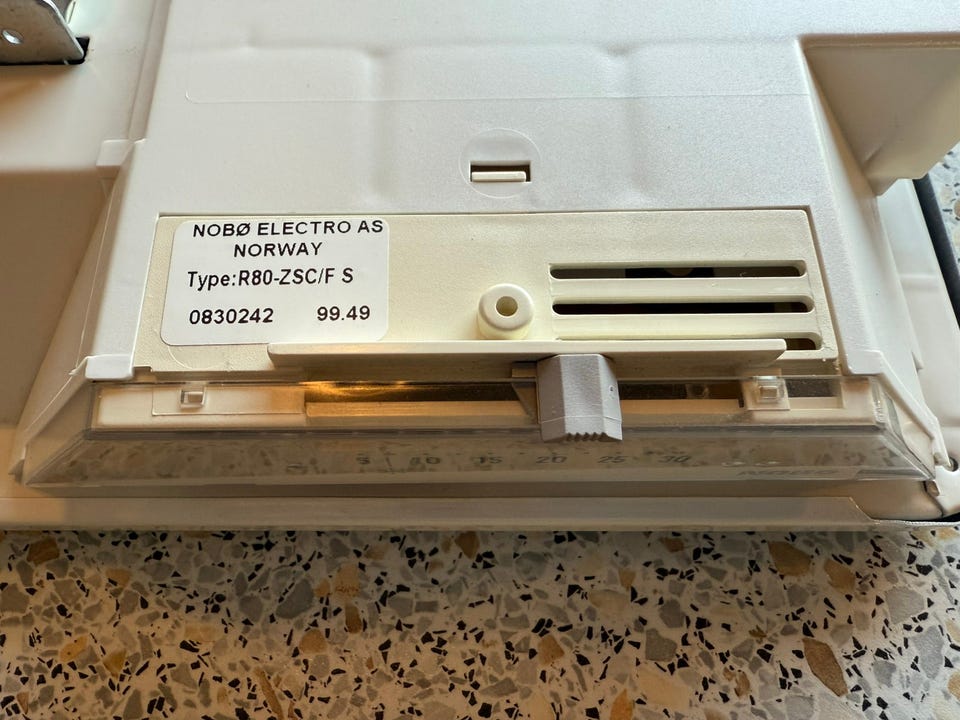 NOBØ ELECTRO AS
NORWAY
Type:R80-ZSC/F S
0830242 99.49
5 10 15 20 25 30